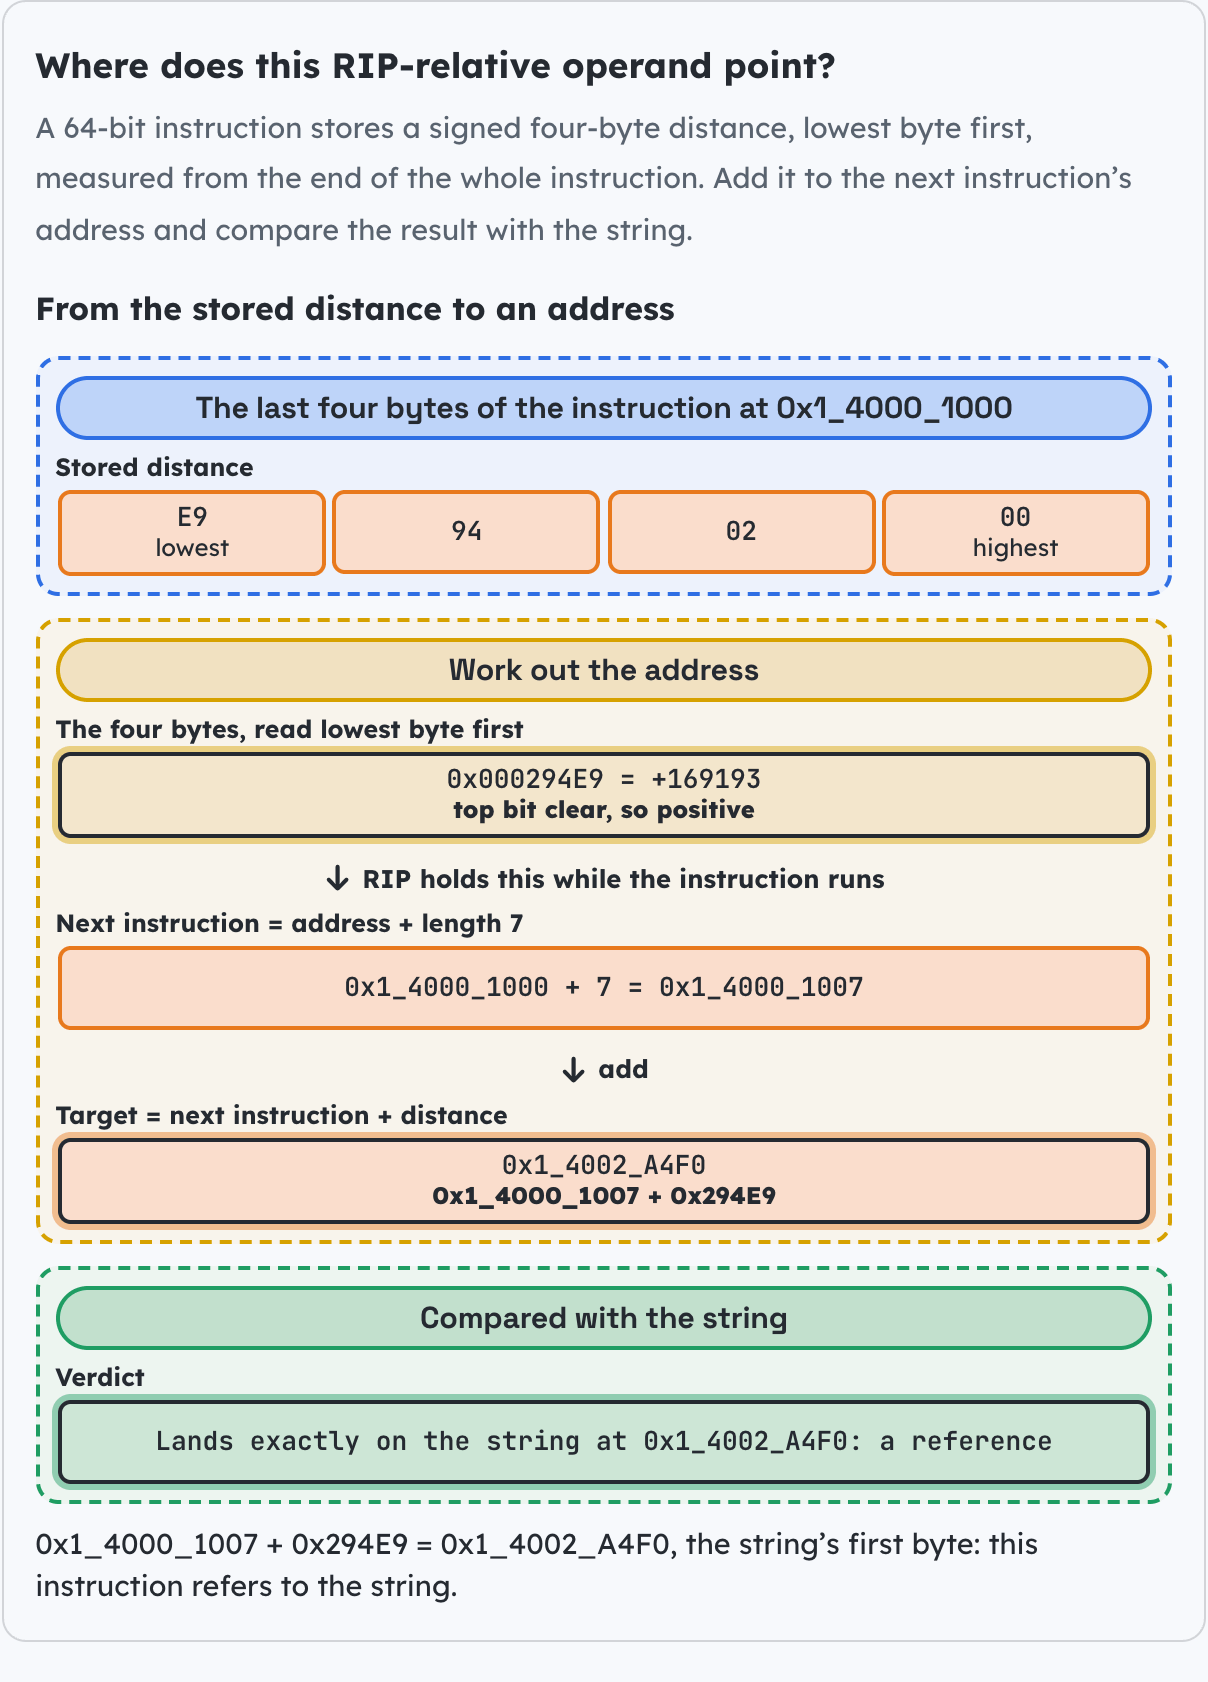 Where does this RIP-relative operand point?
A 64-bit instruction stores a signed four-byte distance, lowest byte first,
measured from the end of the whole instruction. Add it to the next instruction’s
address and compare the result with the string.
From the stored distance to an address
The last four bytes of the instruction at 0x1_4000_1000
Stored distance
E9
lowest
94
02
00
highest
Work out the address
The four bytes, read lowest byte first
0x000294E9 = +169193
top bit clear, so positive
↓ RIP holds this while the instruction runs
Next instruction = address + length 7
0x1_4000_1000 + 7 = 0x1_4000_1007
↓ add
Target = next instruction + distance
0x1_4002_A4F0
0x1_4000_1007 + 0x294E9
Compared with the string
Verdict
Lands exactly on the string at 0x1_4002_A4F0: a reference
0x1_4000_1007 + 0x294E9 = 0x1_4002_A4F0, the string’s first byte: this
instruction refers to the string.